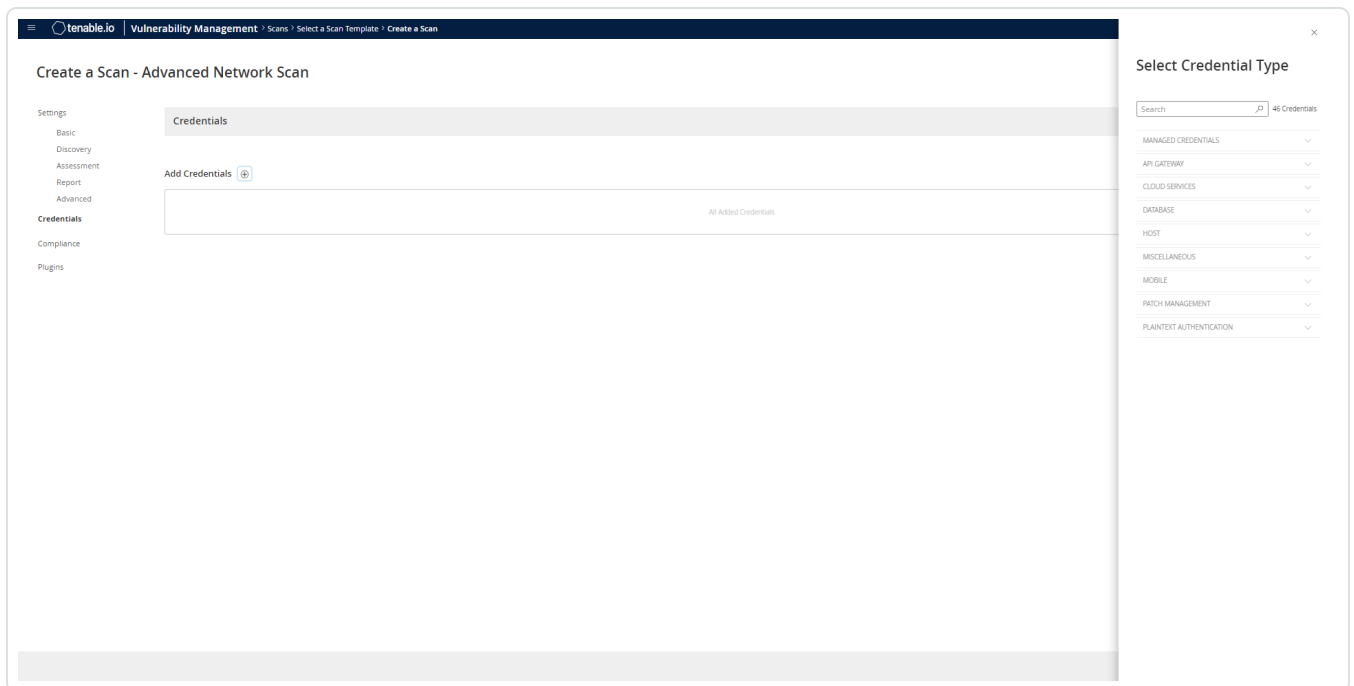 tenable.io Vulnerability Management > Scans > Select a Scan Template > Create a Scan
Create a Scan - Advanced Network Scan
Settings
Basic
Discovery
Assessment
Report
Advanced
Credentials
Compliance
Plugins
Credentials
Add Credentials
All Added Credentials
Select Credential Type
Search 46 Credentials
MANAGED CREDENTIALS
API GATEWAY
CLOUD SERVICES
DATABASE
HOST
MISCELLANEOUS
MOBILE
PATCH MANAGEMENT
PLAINTEXT AUTHENTICATION